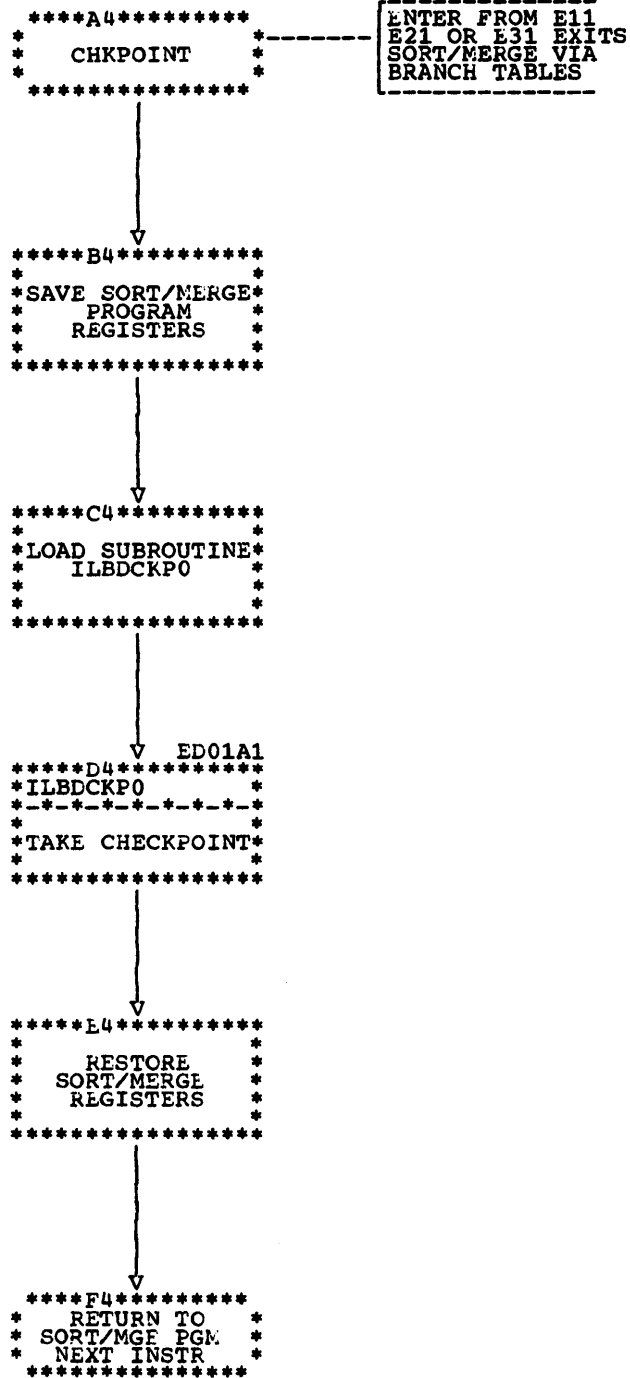 A4
CHKPOINT
ENTER FROM E11
E21 OR E31 EXITS
SORT/MERGE VIA
BRANCH TABLES
B4
SAVE SORT/MERGE
PROGRAM
REGISTERS
C4
LOAD SUBROUTINE
ILBDCKP0
ED01A1
D4
ILBDCKP0
TAKE CHECKPOINT
E4
RESTORE
SORT/MERGE
REGISTERS
F4
RETURN TO
SORT/MGE PGM
NEXT INSTR